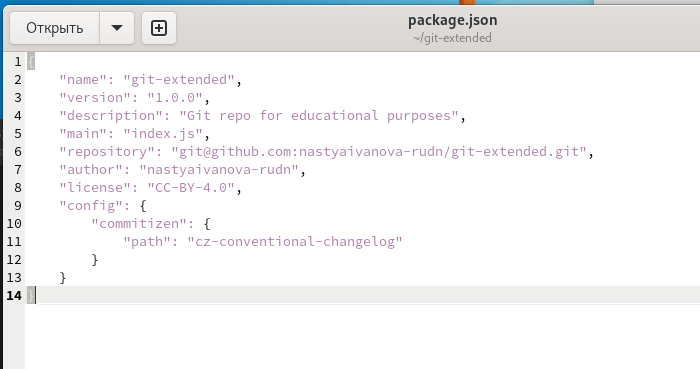 Открыть
package.json
~/git-extended
1 {
2     "name": "git-extended",
3     "version": "1.0.0",
4     "description": "Git repo for educational purposes",
5     "main": "index.js",
6     "repository": "git@github.com:nastyaivanova-rudn/git-extended.git",
7     "author": "nastyaivanova-rudn",
8     "license": "CC-BY-4.0",
9     "config": {
10         "commitizen": {
11             "path": "cz-conventional-changelog"
12         }
13     }
14 }